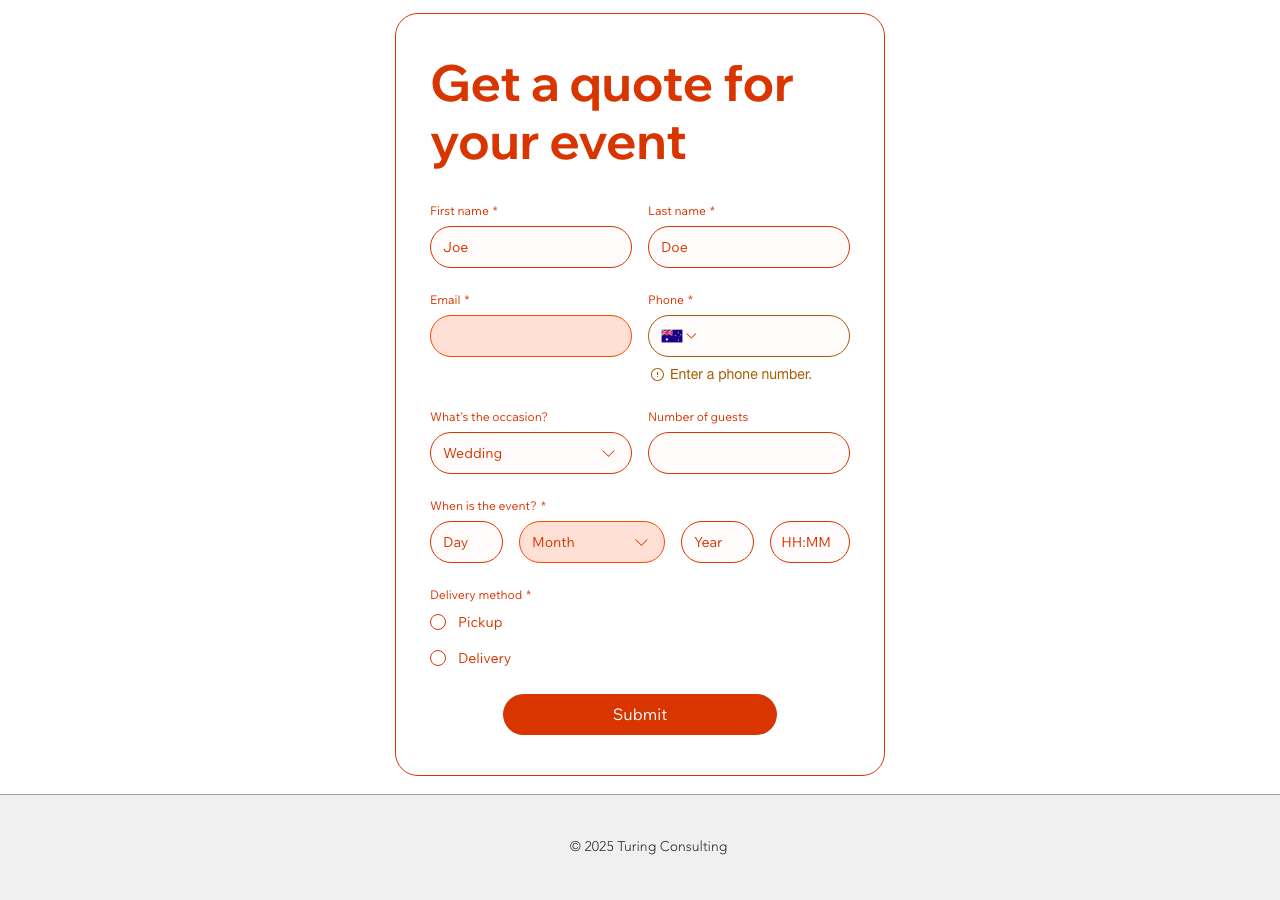 Get a quote for
your event
First name *
Last name *
Joe
Doe
Email *
Phone *
Enter a phone number.
What's the occasion?
Number of guests
Wedding
When is the event? *
Day
Month
Year
HH:MM
Delivery method *
Pickup
Delivery
Submit
© 2025 Turing Consulting